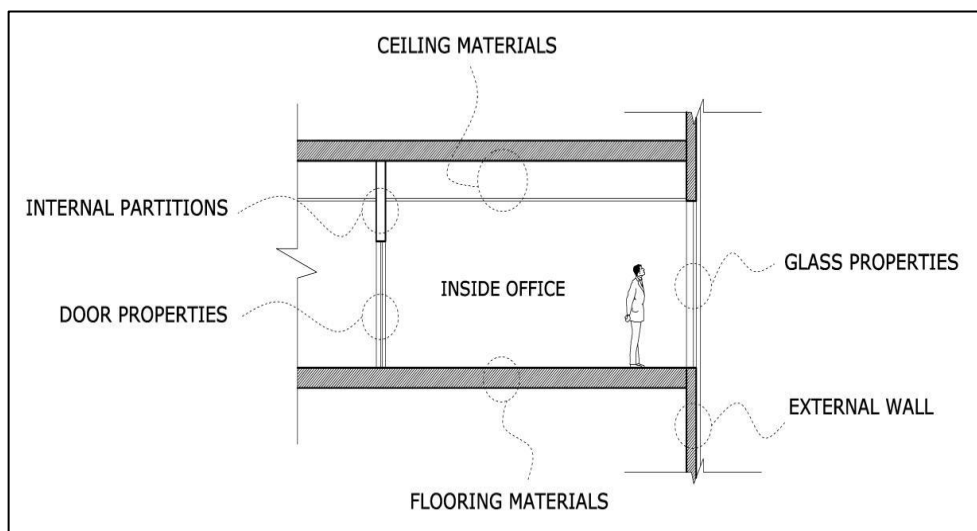 CEILING MATERIALS
INTERNAL PARTITIONS
GLASS PROPERTIES
INSIDE OFFICE
DOOR PROPERTIES
EXTERNAL WALL
FLOORING MATERIALS